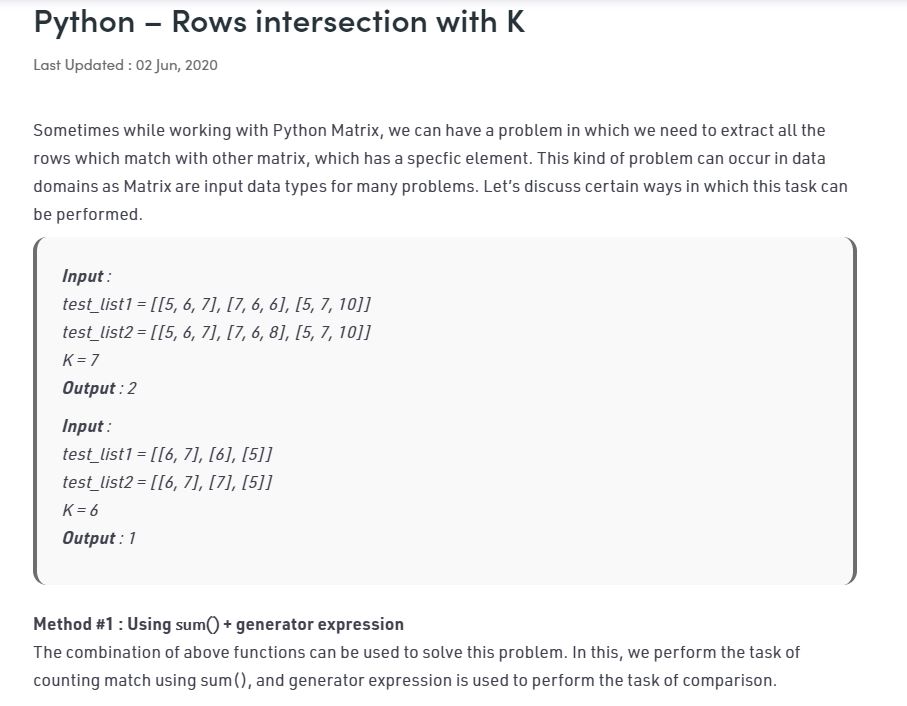 Python – Rows intersection with K
Last Updated : 02 Jun, 2020
Sometimes while working with Python Matrix, we can have a problem in which we need to extract all the
rows which match with other matrix, which has a specfic element. This kind of problem can occur in data
domains as Matrix are input data types for many problems. Let’s discuss certain ways in which this task can
be performed.
Input :
test_list1 = [[5, 6, 7], [7, 6, 6], [5, 7, 10]]
test_list2 = [[5, 6, 7], [7, 6, 8], [5, 7, 10]]
K = 7
Output : 2
Input :
test_list1 = [[6, 7], [6], [5]]
test_list2 = [[6, 7], [7], [5]]
K = 6
Output : 1
Method #1 : Using sum() + generator expression
The combination of above functions can be used to solve this problem. In this, we perform the task of
counting match using sum(), and generator expression is used to perform the task of comparison.